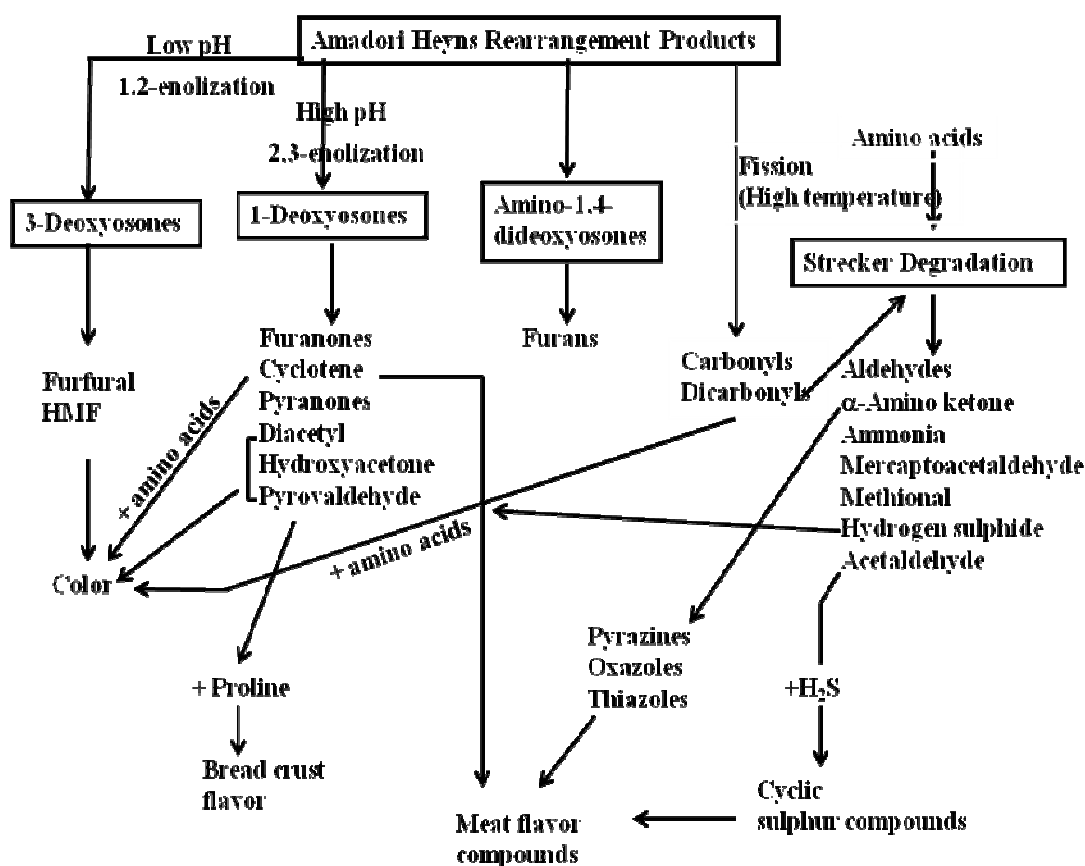 Amadori Heyns Rearrangement Products
Low pH
1,2-enolization
High pH
2,3-enolization
Amino acids
Fission
(High temperature)
3-Deoxyosones
1-Deoxyosones
Amino-1,4-
dideoxyosones
Strecker Degradation
Furfural
HMF
Furanones
Cyclotene
Pyranones
Diacetyl
Hydroxyacetone
Pyrovaldehyde
Furans
Carbonyls
Dicarbonyls
Aldehydes
α-Amino ketone
Ammonia
Mercaptoacetaldehyde
Methional
Hydrogen sulphide
Acetaldehyde
+ amino acids
+ amino acids
Color
Pyrazines
Oxazoles
Thiazoles
+ Proline
+H₂S
Bread crust
flavor
Meat flavor
compounds
Cyclic
sulphur compounds